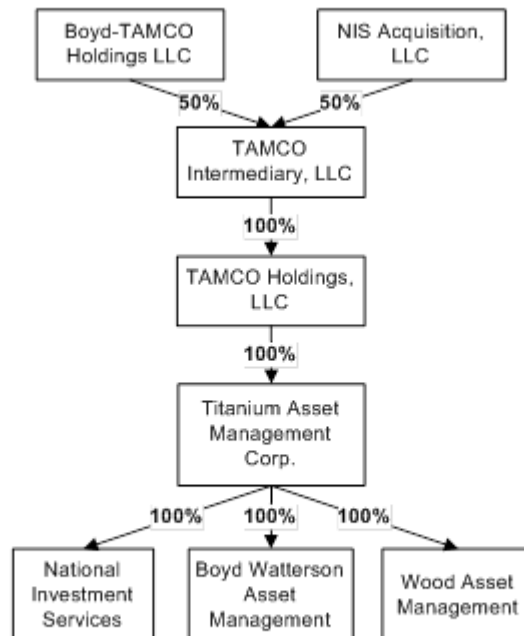 Boyd-TAMCO
Holdings LLC
NIS Acquisition,
LLC
50%
50%
TAMCO
Intermediary, LLC
100%
TAMCO Holdings,
LLC
100%
Titanium Asset
Management
Corp.
100%
100%
100%
National
Investment
Services
Boyd Watterson
Asset
Management
Wood Asset
Management